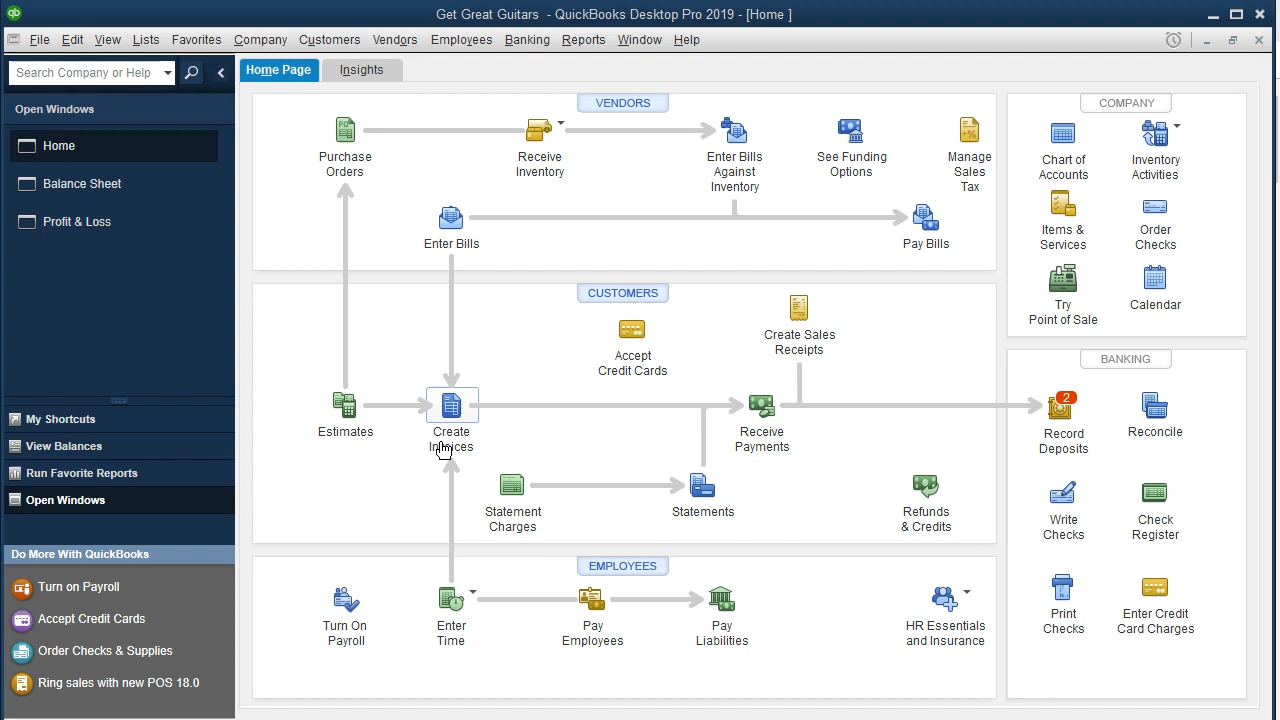 Get Great Guitars - QuickBooks Desktop Pro 2019 - [Home ]
File Edit View Lists Favorites Company Customers Vendors Employees Banking Reports Window Help
Search Company or Help
Open Windows
Home
Balance Sheet
Profit & Loss
My Shortcuts
View Balances
Run Favorite Reports
Open Windows
Do More With QuickBooks
Turn on Payroll
Accept Credit Cards
Order Checks & Supplies
Ring sales with new POS 18.0
Home Page Insights
VENDORS
Purchase
Orders
Receive
Inventory
Enter Bills
Against
Inventory
See Funding
Options
Manage
Sales
Tax
Enter Bills
Pay Bills
CUSTOMERS
Accept
Credit Cards
Create Sales
Receipts
Estimates
Create
Invoices
Receive
Payments
Statement
Charges
Statements
Refunds
& Credits
EMPLOYEES
Turn On
Payroll
Enter
Time
Pay
Employees
Pay
Liabilities
HR Essentials
and Insurance
COMPANY
Chart of
Accounts
Inventory
Activities
Items &
Services
Order
Checks
Try
Point of Sale
Calendar
BANKING
2
Record
Deposits
Reconcile
Write
Checks
Check
Register
Print
Checks
Enter Credit
Card Charges